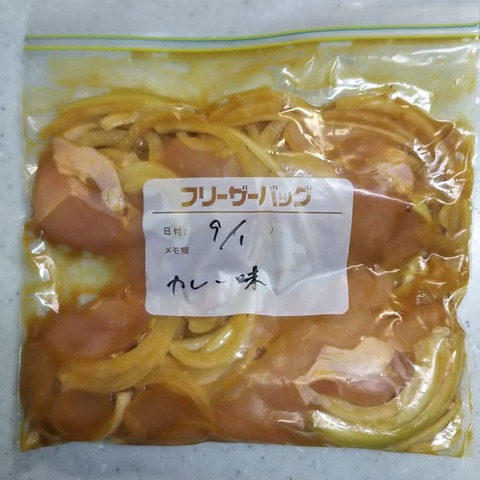 フリーザーバッグ
日付: 9/1
メモ欄
カレー味